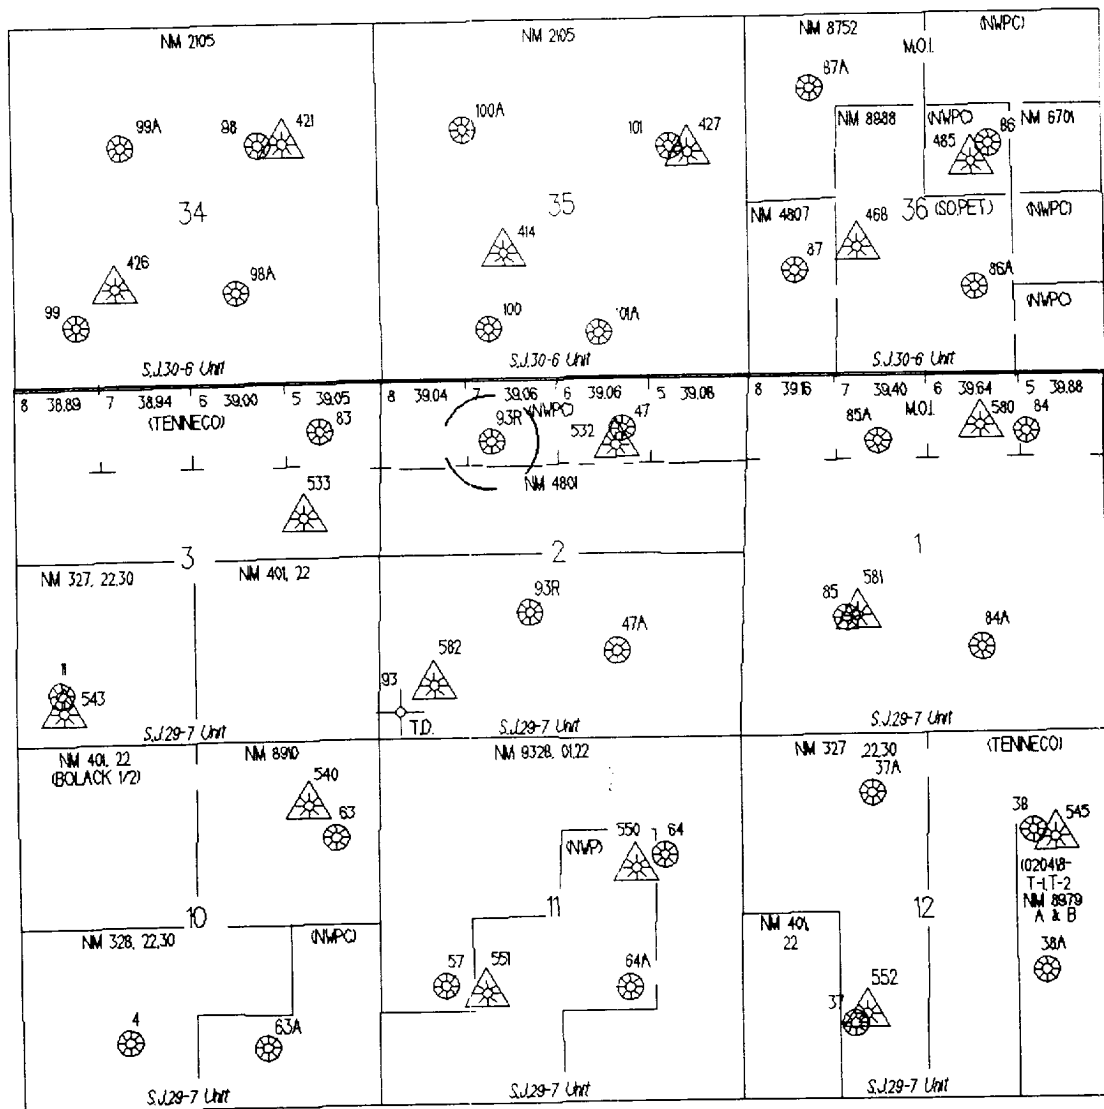 NM 2105
99A
98
421
34
426
98A
99
S.J.30-6 Unit
NM 2105
100A
101
427
35
414
100
101A
S.J.30-6 Unit
NM 8752
M.O.I.
(NWPC)
87A
NM 8988
(NWPC)
86
NM 6701
485
NM 4807
468
36
(SO.PET.)
(NWPC)
87
86A
(NWPC)
S.J.30-6 Unit
8 38.89 7 38.94 6 39.00 5 39.05
(TENNECO)
83
533
3
NM 327, 22,30
NM 401, 22
11
543
S.J.29-7 Unit
8 39.04 7 39.06 6 39.06 5 39.08
93R
(NWPC)
47
532
NM 4801
2
93R
47A
582
93
T.D.
S.J.29-7 Unit
8 39.16 7 39.40 6 39.64 5 39.88
M.O.I.
85A
580
84
1
581
85
84A
S.J.29-7 Unit
NM 401, 22
(BOLACK 1/2)
NM 8910
540
63
10
NM 328, 22,30
(NWPC)
4
63A
S.J.29-7 Unit
NM 9328, 01,22
550
64
(NWP)
11
57
551
64A
S.J.29-7 Unit
NM 327 22,30
(TENNECO)
37A
38
545
(02041)8-
T-1,T-2
NM 8979
A & B
12
NM 401,
22
38A
552
37
S.J.29-7 Unit